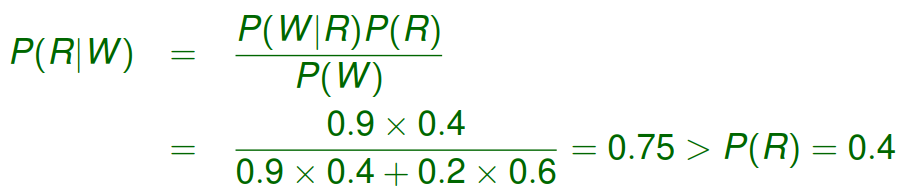 P(R|W) = P(W|R)P(R) / P(W)
= 0.9 × 0.4 / 0.9 × 0.4 + 0.2 × 0.6 = 0.75 > P(R) = 0.4